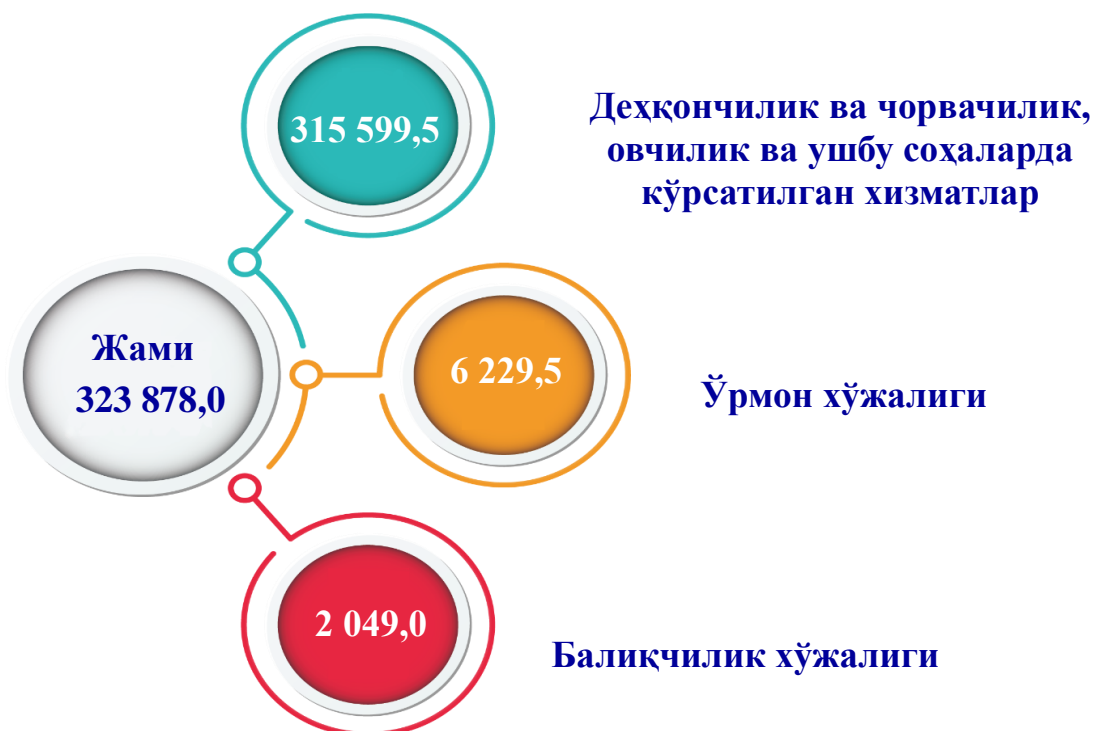 315 599,5
Деҳқончилик ва чорвачилик,
овчилик ва ушбу соҳаларда
кўрсатилган хизматлар
Жами
323 878,0
6 229,5
Ўрмон хўжалиги
2 049,0
Балиқчилик хўжалиги